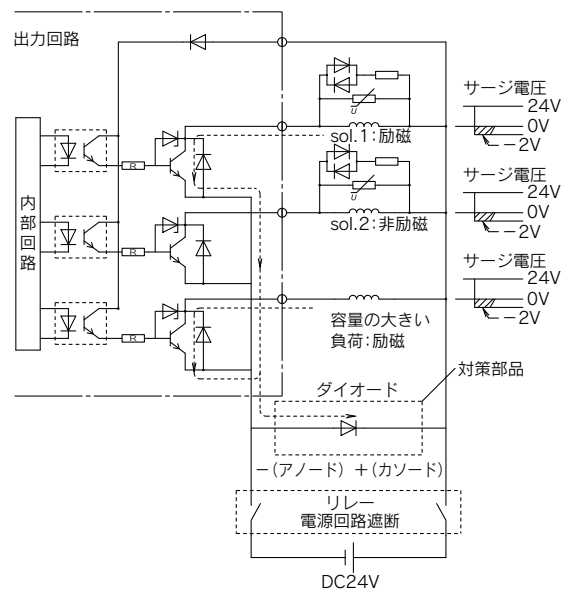 出力回路
内部回路
R
R
R
U
sol.1：励磁
U
sol.2：非励磁
容量の大きい
負荷：励磁
サージ電圧
24V
0V
－2V
サージ電圧
24V
0V
－2V
サージ電圧
24V
0V
－2V
対策部品
ダイオード
－(アノード) ＋(カソード)
リレー
電源回路遮断
DC24V